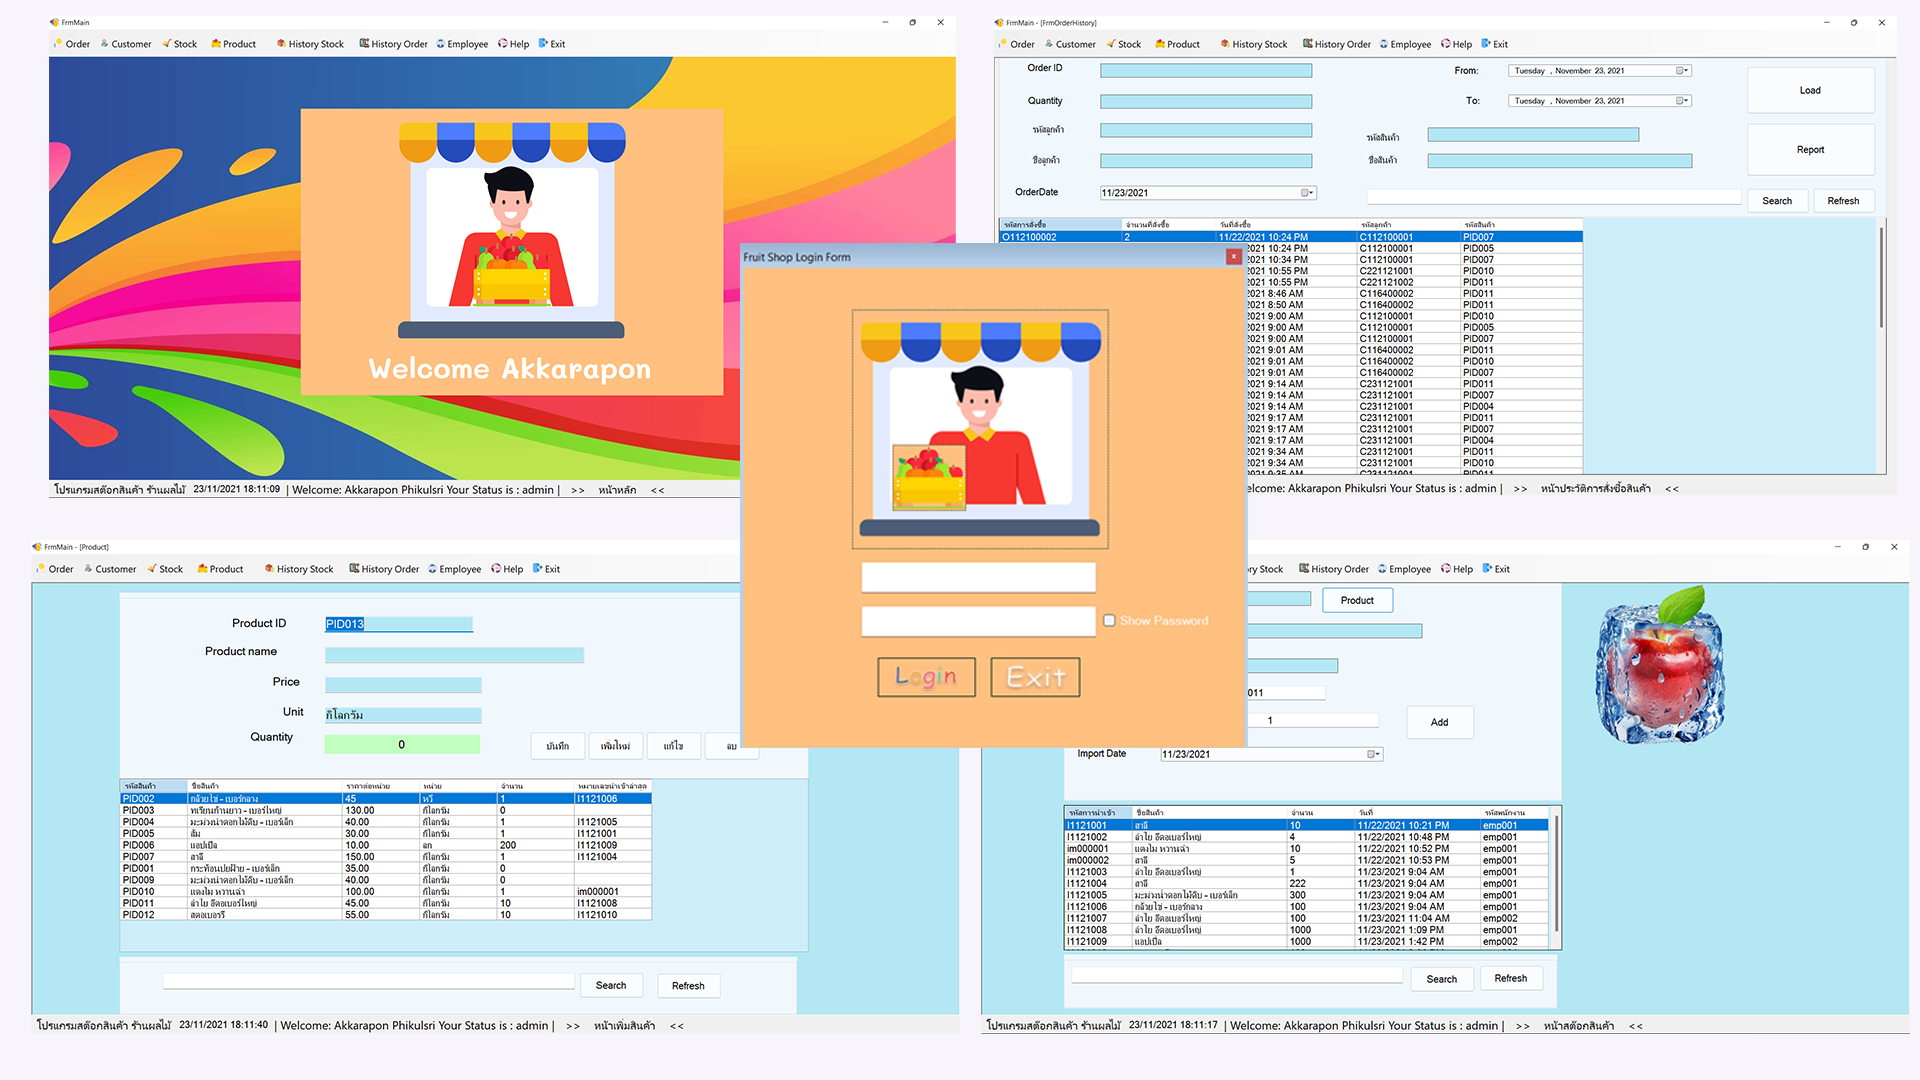 FrmMain
Order Customer Stock Product History Stock History Order Employee Help Exit
Welcome Akkarapon
โปรแกรมสต๊อกสินค้า ร้านผลไม้ 23/11/2021 18:11:09 | Welcome: Akkarapon Phikulsri Your Status is : admin | >> หน้าหลัก <<
FrmMain - [FrmOrderHistory]
Order Customer Stock Product History Stock History Order Employee Help Exit
Order ID From: Tuesday , November 23, 2021 Load
Quantity To: Tuesday , November 23, 2021
รหัสลูกค้า รหัสสินค้า Report
ชื่อลูกค้า ชื่อสินค้า
OrderDate 11/23/2021 Search Refresh
รหัสการสั่งซื้อ จำนวนที่สั่งซื้อ วันที่สั่งซื้อ รหัสลูกค้า รหัสสินค้า
O112100002 2 11/22/2021 10:24 PM C112100001 PID007
2021 10:24 PM C112100001 PID005
2021 10:34 PM C112100001 PID007
2021 10:55 PM C221121001 PID010
2021 10:55 PM C221121002 PID011
2021 8:46 AM C116400002 PID011
2021 8:50 AM C116400002 PID011
2021 9:00 AM C112100001 PID010
2021 9:00 AM C112100001 PID005
2021 9:00 AM C112100001 PID007
2021 9:01 AM C116400002 PID011
2021 9:01 AM C116400002 PID010
2021 9:01 AM C116400002 PID007
2021 9:14 AM C231121001 PID011
2021 9:14 AM C231121001 PID007
2021 9:14 AM C231121001 PID004
2021 9:17 AM C231121001 PID011
2021 9:17 AM C231121001 PID007
2021 9:17 AM C231121001 PID004
2021 9:34 AM C231121001 PID011
2021 9:34 AM C231121001 PID010
2021 9:35 AM C231121001 PID011
elcome: Akkarapon Phikulsri Your Status is : admin | >> หน้าประวัติการสั่งซื้อสินค้า <<
Fruit Shop Login Form
Show Password
Login Exit
FrmMain - [Product]
Order Customer Stock Product History Stock History Order Employee Help Exit
Product ID PID013
Product name
Price
Unit กิโลกรัม
Quantity 0
บันทึก เพิ่มใหม่ แก้ไข ลบ
รหัสสินค้า ชื่อสินค้า ราคาต่อหน่วย หน่วย จำนวน หมายเลขนำเข้าล่าสุด
PID002 กล้วยไข่ - เบอร์กลาง 45 หวี 1 I1121006
PID003 ทเรียนก้านยาว - เบอร์ใหญ่ 130.00 กิโลกรัม 0
PID004 มะม่วงน้ำดอกไม้ดิบ - เบอร์เล็ก 40.00 กิโลกรัม 1 I1121005
PID005 ส้ม 30.00 กิโลกรัม 1 I1121001
PID006 แอปเปิ้ล 10.00 ลูก 200 I1121009
PID007 สาลี่ 150.00 กิโลกรัม 1 I1121004
PID001 กระท้อนปุยฝ้าย - เบอร์เล็ก 35.00 กิโลกรัม 0
PID009 มะม่วงน้ำดอกไม้ดิบ - เบอร์เล็ก 40.00 กิโลกรัม 0
PID010 แตงโม หวานฉ่ำ 100.00 กิโลกรัม 1 im000001
PID011 ลำไย อีดอเบอร์ใหญ่ 45.00 กิโลกรัม 10 I1121008
PID012 สตอเบอรรี่ 55.00 กิโลกรัม 10 I1121010
Search Refresh
โปรแกรมสต๊อกสินค้า ร้านผลไม้ 23/11/2021 18:11:40 | Welcome: Akkarapon Phikulsri Your Status is : admin | >> หน้าเพิ่มสินค้า <<
ry Stock History Order Employee Help Exit
Product
011
1 Add
Import Date 11/23/2021
รหัสการนำเข้า ชื่อสินค้า จำนวน วันที่ รหัสพนักงาน
I1121001 สาลี่ 10 11/22/2021 10:21 PM emp001
I1121002 ลำไย อีดอเบอร์ใหญ่ 4 11/22/2021 10:48 PM emp001
im000001 แตงโม หวานฉ่ำ 10 11/22/2021 10:52 PM emp001
im000002 สาลี่ 5 11/22/2021 10:53 PM emp001
I1121003 ลำไย อีดอเบอร์ใหญ่ 1 11/23/2021 9:04 AM emp001
I1121004 สาลี่ 222 11/23/2021 9:04 AM emp001
I1121005 มะม่วงน้ำดอกไม้ดิบ - เบอร์เล็ก 300 11/23/2021 9:04 AM emp001
I1121006 กล้วยไข่ - เบอร์กลาง 100 11/23/2021 9:04 AM emp001
I1121007 ลำไย อีดอเบอร์ใหญ่ 100 11/23/2021 11:04 AM emp002
I1121008 ลำไย อีดอเบอร์ใหญ่ 1000 11/23/2021 1:09 PM emp001
I1121009 แอปเปิ้ล 1000 11/23/2021 1:42 PM emp002
Search Refresh
โปรแกรมสต๊อกสินค้า ร้านผลไม้ 23/11/2021 18:11:17 | Welcome: Akkarapon Phikulsri Your Status is : admin | >> หน้าสต๊อกสินค้า <<